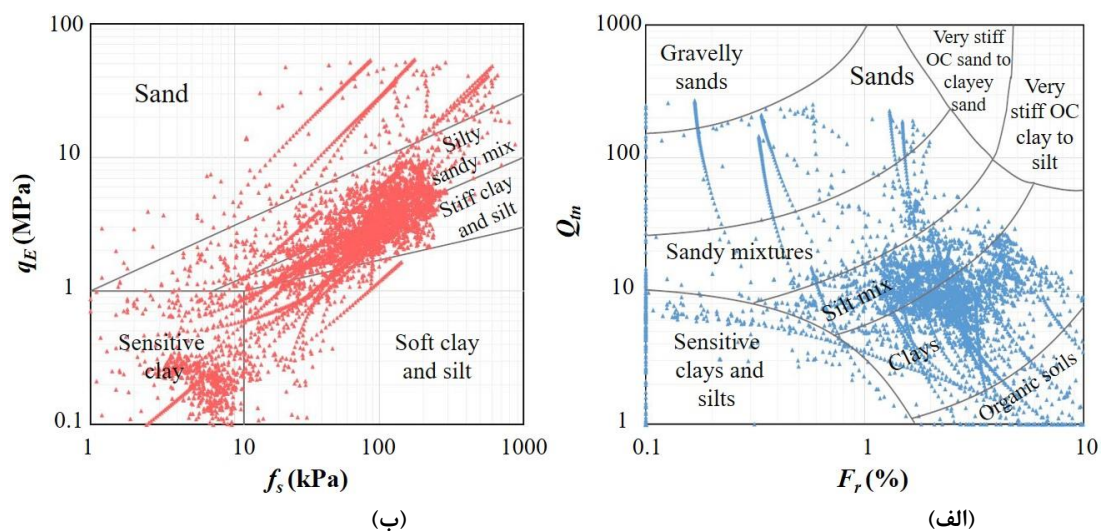 100
10
1
0.1
q_E (MPa)
Sand
Silty
sandy mix
Stiff clay
and silt
Sensitive
clay
Soft clay
and silt
1
10
100
1000
f_s (kPa)
(ب)
1000
100
10
1
Q_tn
Gravelly
sands
Sands
Very stiff
OC sand to
clayey
sand
Very
stiff OC
clay to
silt
Sandy mixtures
Silt mix
Sensitive
clays and
silts
Clays
Organic soils
0.1
1
10
F_r (%)
(الف)